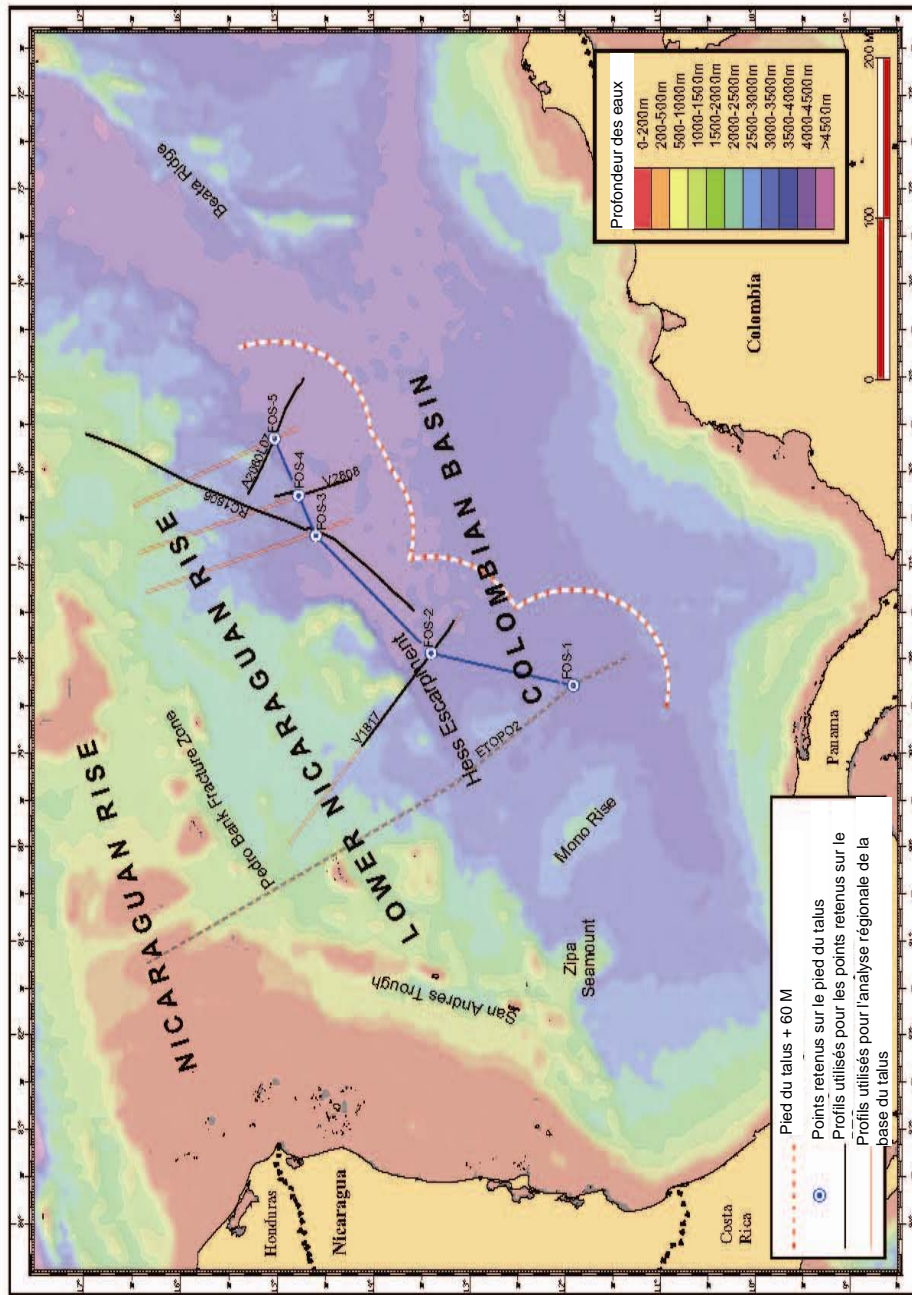 NICARAGUAN RISE
LOWER NICARAGUAN RISE
COLOMBIAN BASIN
Pedro Bank Fracture Zone
Hess Escarpment
San Andres Trough
Beata Ridge
Mono Rise
Zipa
Seamount
FOS-1
FOS-2
FOS-3
FOS-4
FOS-5
RC1806
V2808
V1817
ETOPO2
Honduras
Nicaragua
Costa
Rica
Panama
Colombia
Pied du talus + 60 M
Points retenus sur le pied du talus
Profils utilisés pour les points retenus sur le
Profils utilisés pour l'analyse régionale de la
base du talus
Profondeur des eaux
0-200m
200-500m
500-1000m
1000-1500m
1500-2000m
2000-2500m
2500-3000m
3000-3500m
3500-4000m
4000-4500m
>4500m
0
100
200 M